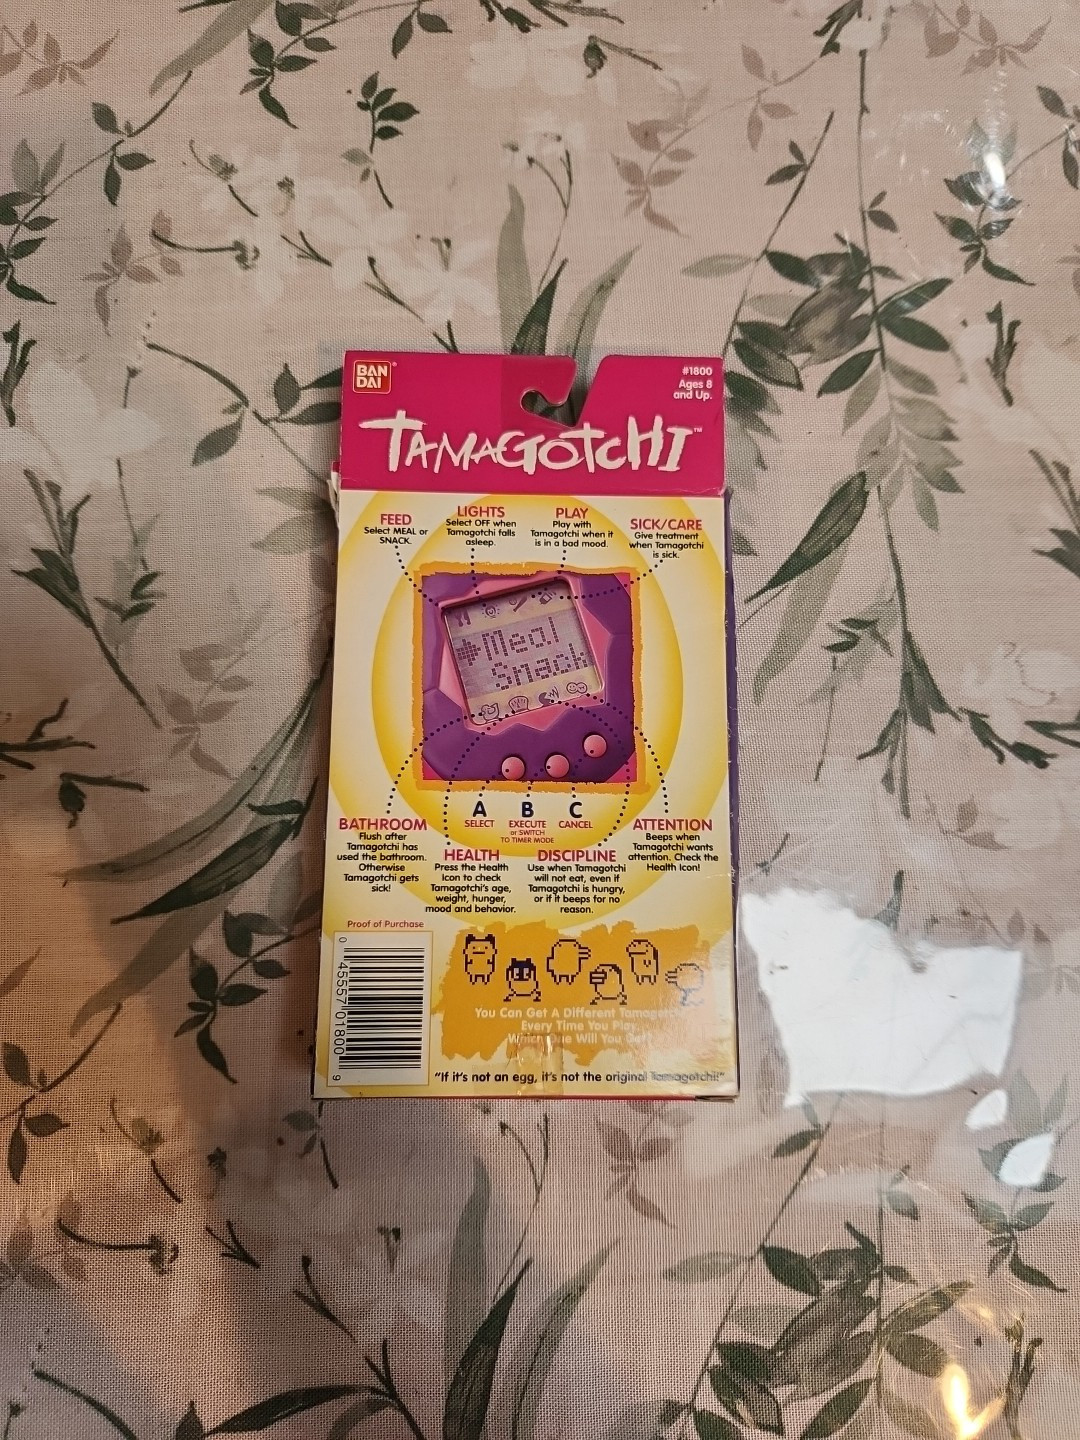 BAN
DAI
®
#1800
Ages 8
and Up.
TAMAGOTCHI™
FEED
Select MEAL or
SNACK.
LIGHTS
Select OFF when
Tamagotchi falls
asleep.
PLAY
Play with
Tamagotchi when it
is in a bad mood.
SICK/CARE
Give treatment
when Tamagotchi
is sick.
Meal
Snack
A
SELECT
B
EXECUTE
or SWITCH
TO TIMER MODE
C
CANCEL
BATHROOM
Flush after
Tamagotchi has
used the bathroom.
Otherwise
Tamagotchi gets
sick!
HEALTH
Press the Health
Icon to check
Tamagotchi's age,
weight, hunger,
mood and behavior.
DISCIPLINE
Use when Tamagotchi
will not eat, even if
Tamagotchi is hungry,
or if it beeps for no
reason.
ATTENTION
Beeps when
Tamagotchi wants
attention. Check the
Health Icon!
Proof of Purchase
0 45557 01800 9
You Can Get A Different Tamagotchi
Every Time You Play.
Which One Will You Get?
"If it's not an egg, it's not the original Tamagotchi!"